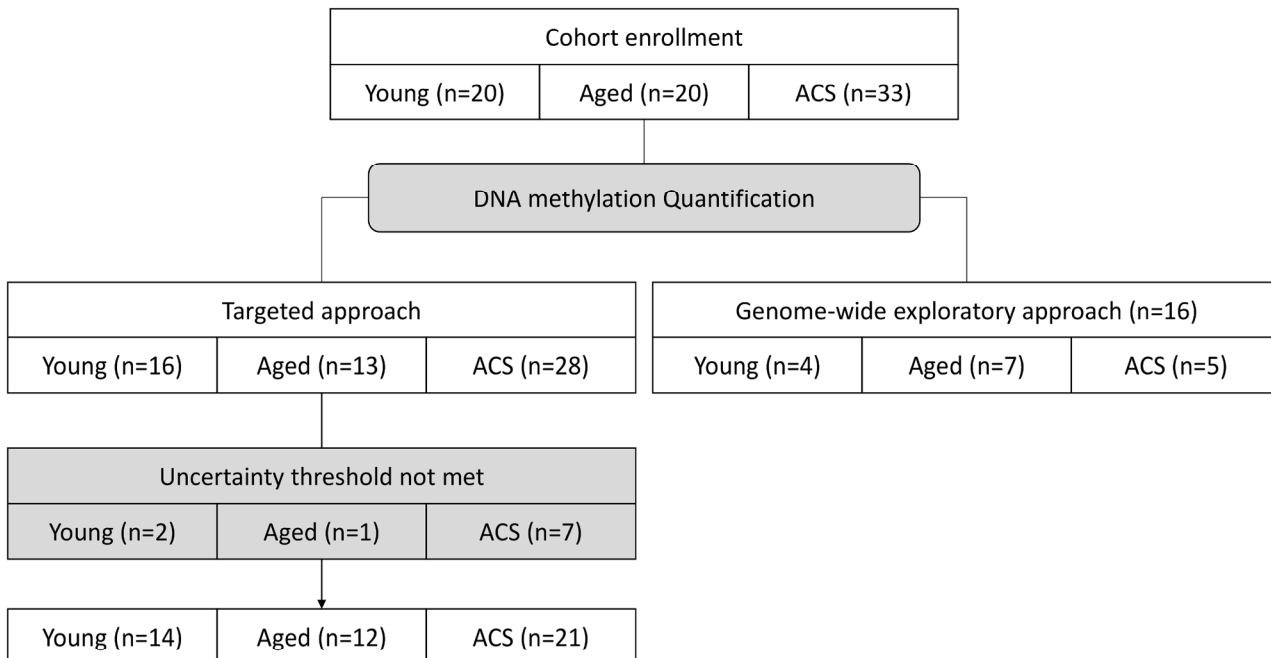 Cohort enrollment
Young (n=20) Aged (n=20) ACS (n=33)
DNA methylation Quantification
Targeted approach
Young (n=16) Aged (n=13) ACS (n=28)
Genome-wide exploratory approach (n=16)
Young (n=4) Aged (n=7) ACS (n=5)
Uncertainty threshold not met
Young (n=2) Aged (n=1) ACS (n=7)
Young (n=14) Aged (n=12) ACS (n=21)